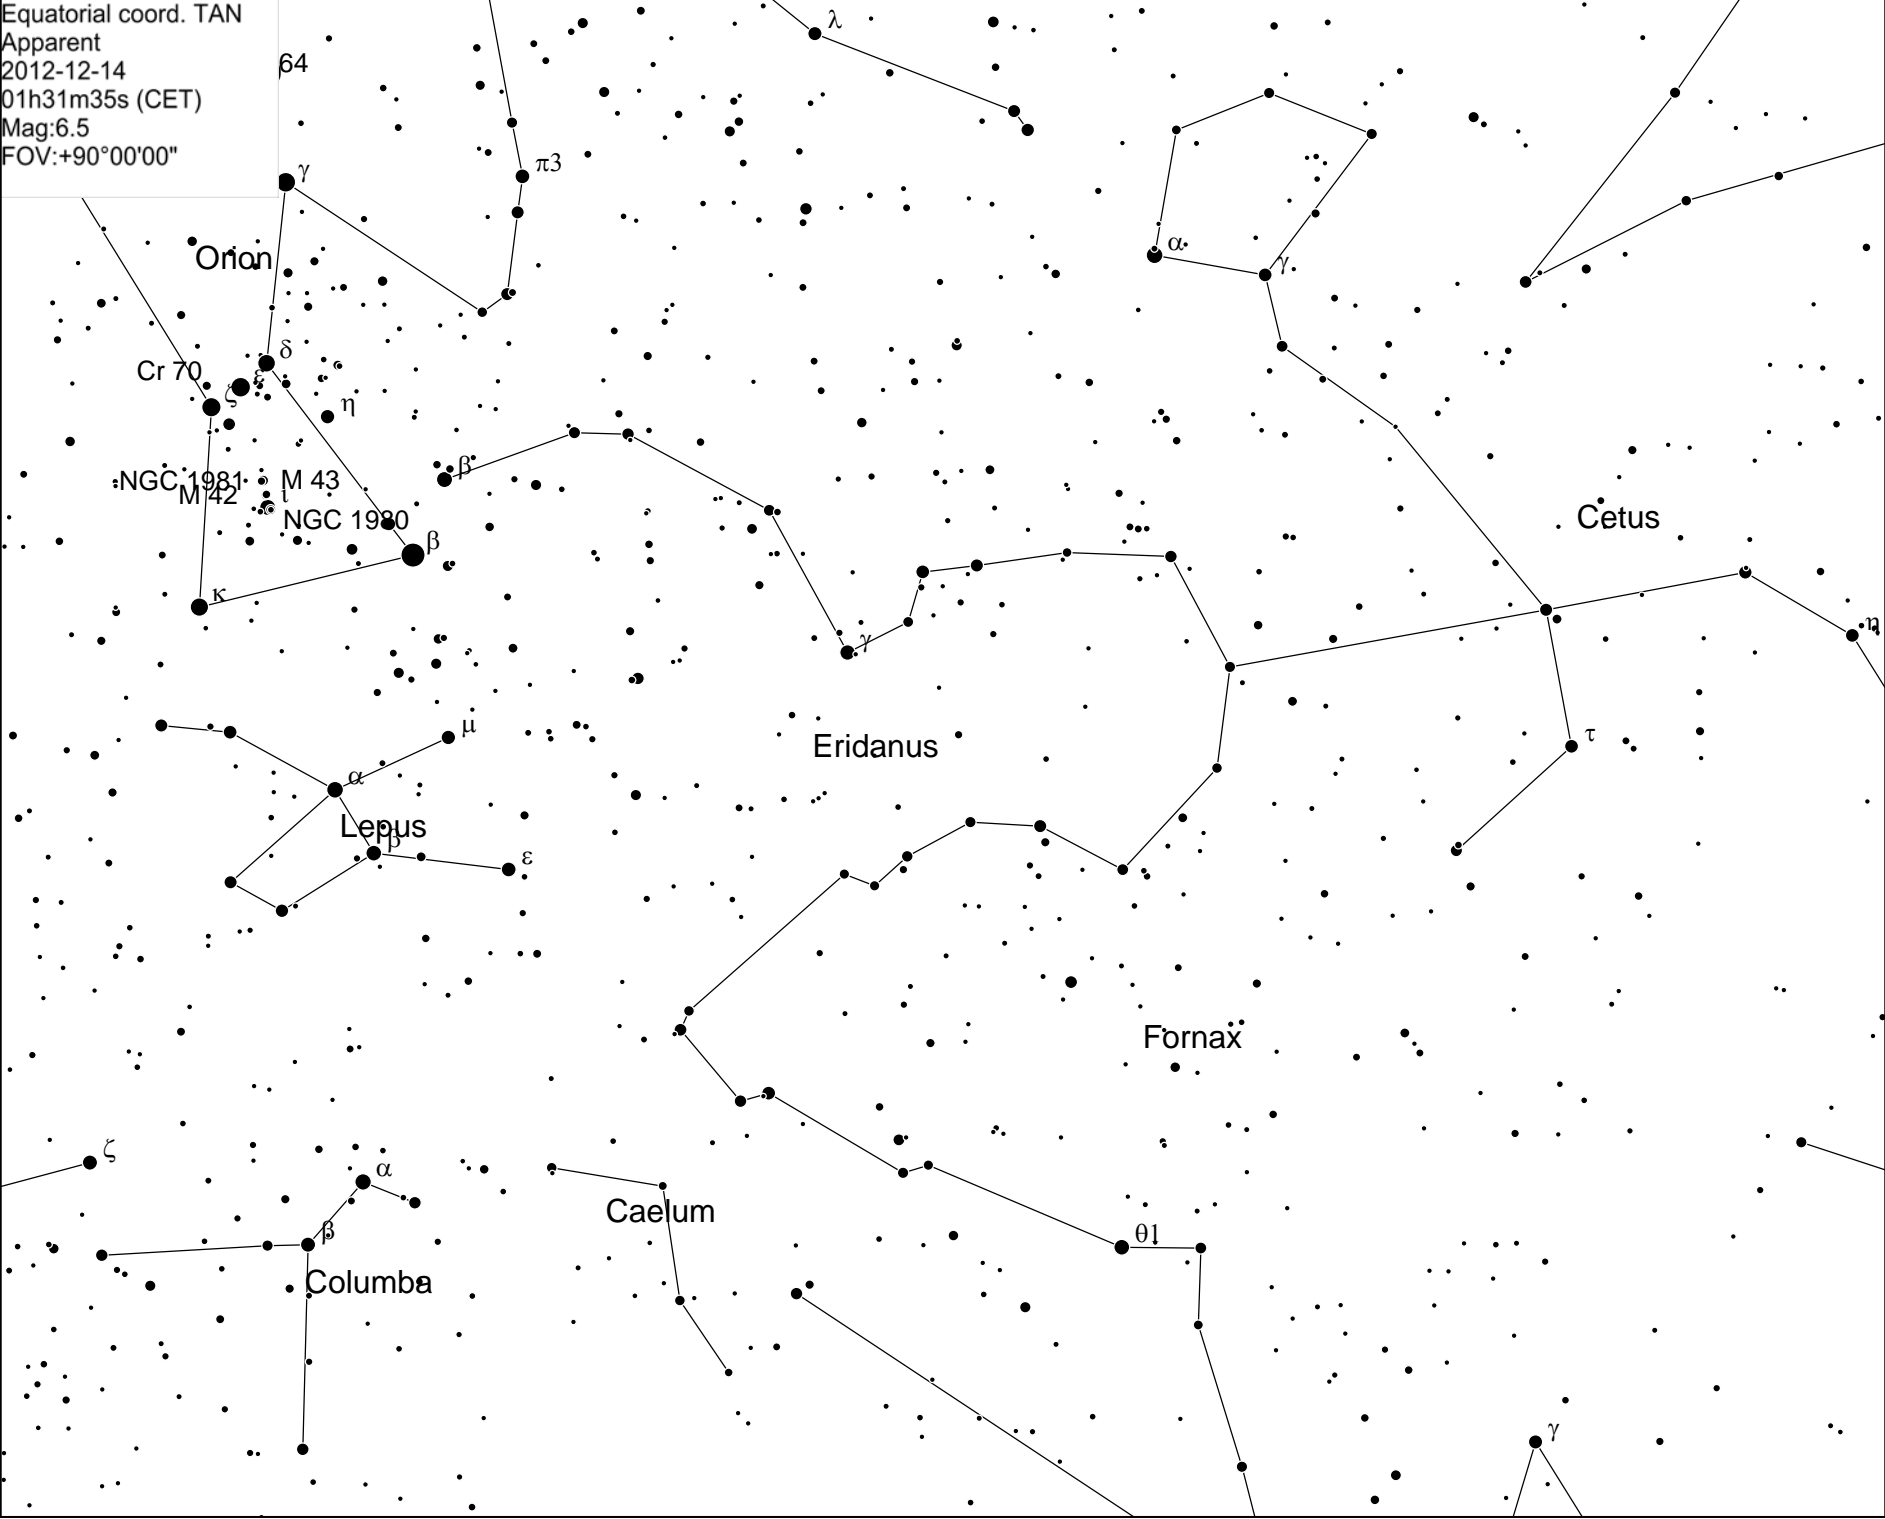 Equatorial coord. TAN
Apparent
2012-12-14
01h31m35s (CET)
Mag:6.5
FOV:+90°00'00"
64
λ
γ
π3
α
γ
Orion
δ
Cr 70
ε
ζ
η
β
NGC 1981
M 43
M 42
ι
NGC 1980
β
Cetus
κ
γ
η
μ
Eridanus
τ
α
Lepus
β
ε
Fornax
ζ
α
Caelum
β
θ1
Columba
γ